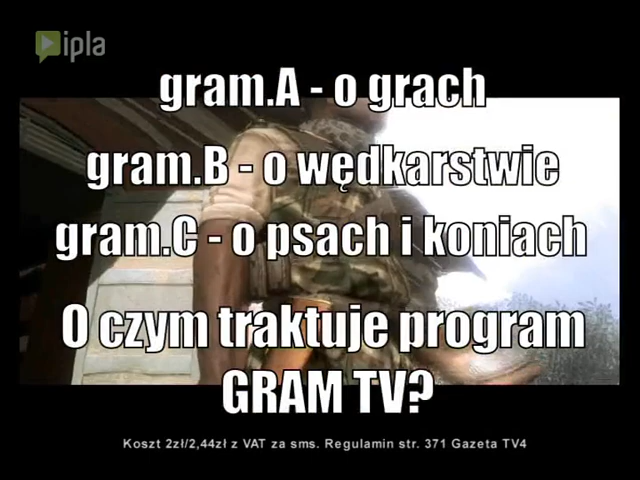 ipla
gram.A - o grach
gram.B - o wędkarstwie
gram.C - o psach i koniach
O czym traktuje program
GRAM TV?
Koszt 2zł/2,44zł z VAT za sms. Regulamin str. 371 Gazeta TV4